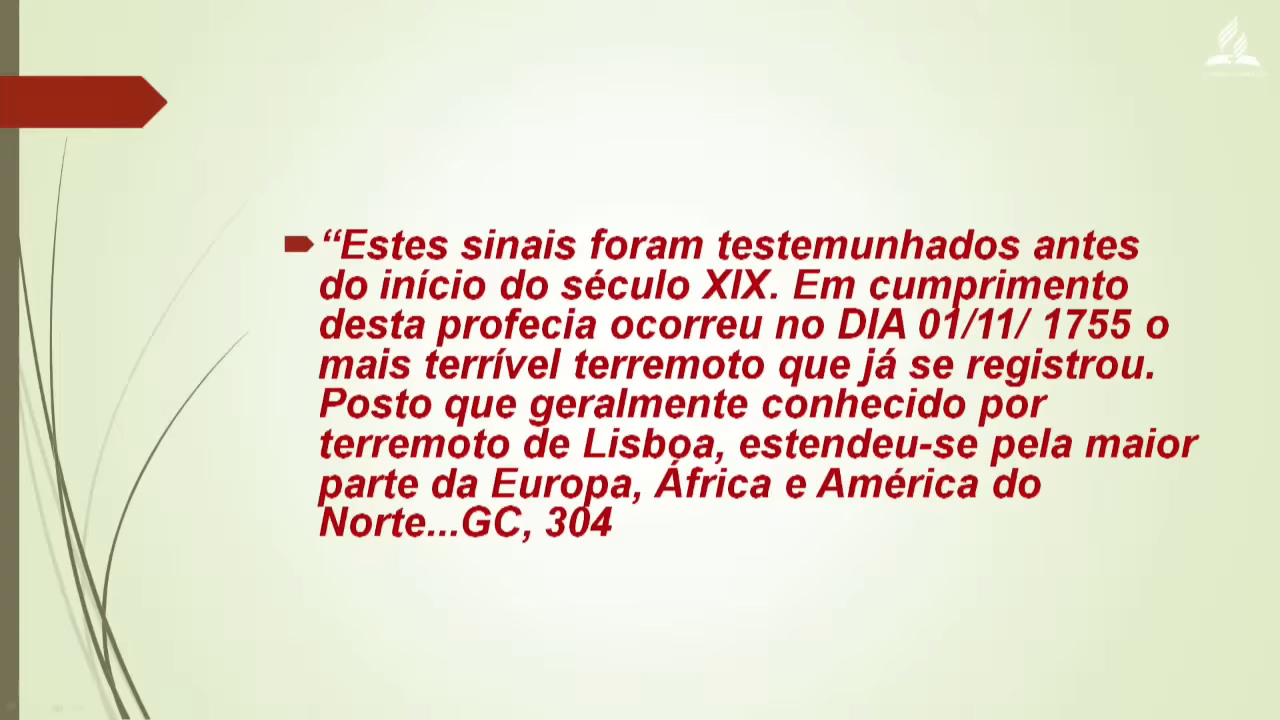 “Estes sinais foram testemunhados antes
do início do século XIX. Em cumprimento
desta profecia ocorreu no DIA 01/11/ 1755 o
mais terrível terremoto que já se registrou.
Posto que geralmente conhecido por
terremoto de Lisboa, estendeu-se pela maior
parte da Europa, África e América do
Norte...GC, 304